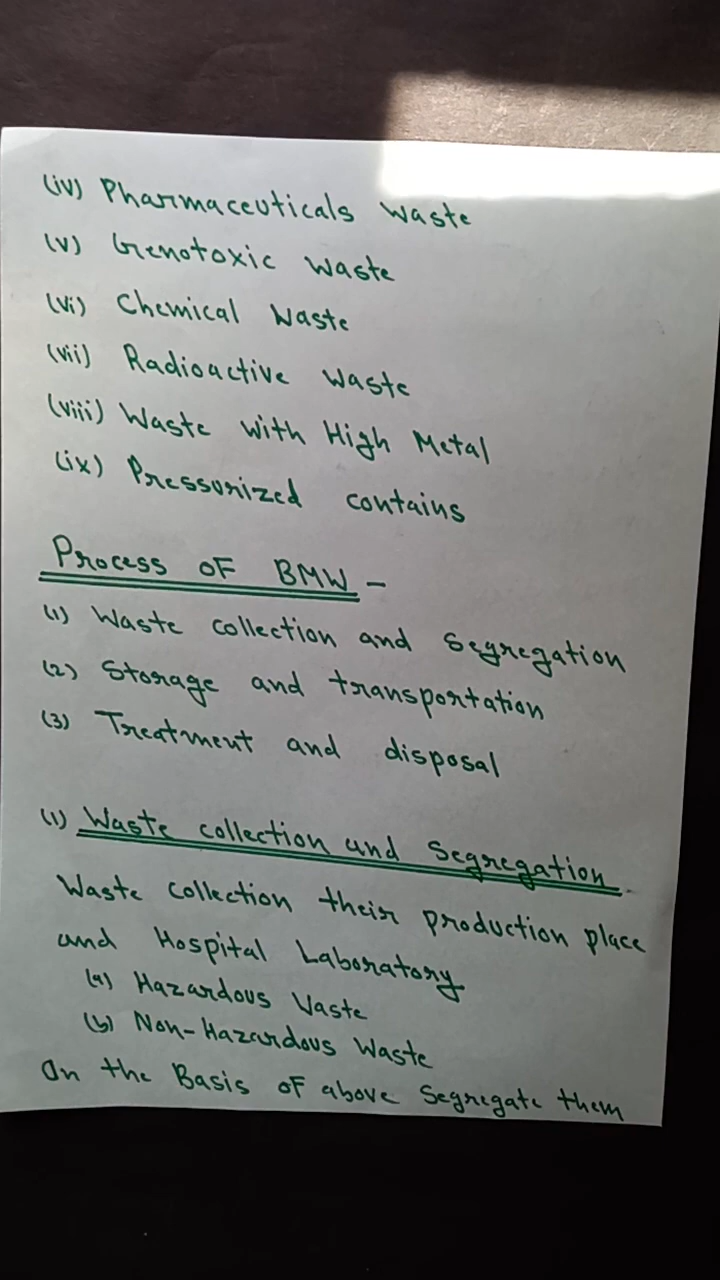 (iv) Pharmaceuticals Waste
(v) Genotoxic Waste
(vi) Chemical Waste
(vii) Radioactive Waste
(viii) Waste with High Metal
(ix) Pressurized contains
Process of BMW -
(1) Waste collection and Segregation
(2) Storage and transportation
(3) Treatment and disposal
(1) Waste collection and Segregation
Waste collection their production place
and Hospital Laboratory
(a) Hazardous Waste
(b) Non-Hazardous Waste
On the Basis of above Segregate them